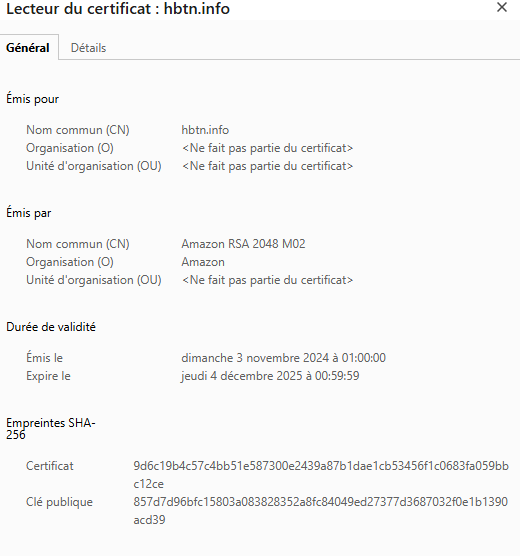 Lecteur du certificat : hbtn.info
Général Détails
Émis pour
Nom commun (CN) hbtn.info
Organisation (O) <Ne fait pas partie du certificat>
Unité d'organisation (OU) <Ne fait pas partie du certificat>
Émis par
Nom commun (CN) Amazon RSA 2048 M02
Organisation (O) Amazon
Unité d'organisation (OU) <Ne fait pas partie du certificat>
Durée de validité
Émis le dimanche 3 novembre 2024 à 01:00:00
Expire le jeudi 4 décembre 2025 à 00:59:59
Empreintes SHA-
256
Certificat 9d6c19b4c57c4bb51e587300e2439a87b1dae1cb53456f1c0683fa059bb
c12ce
Clé publique 857d7d96bfc15803a083828352a8fc84049ed27377d3687032f0e1b1390
acd39